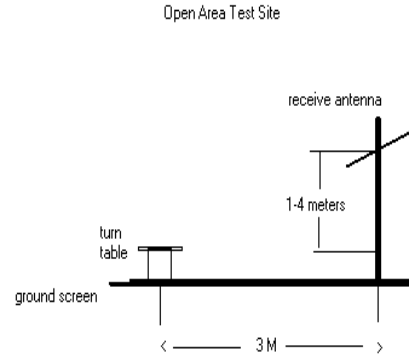 Open Area Test Site
receive antenna
1-4 meters
turn
table
ground screen
3 M